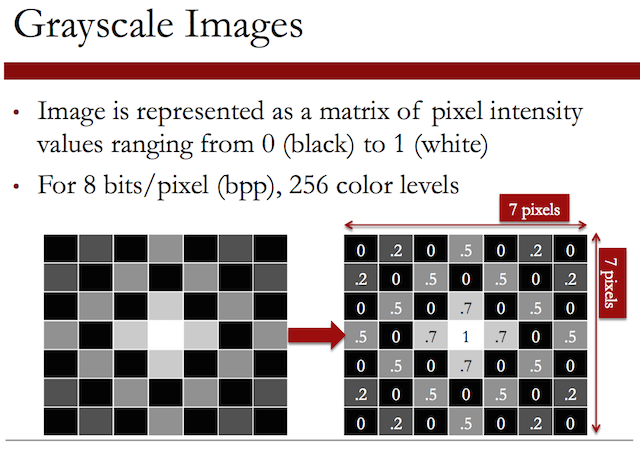 Grayscale Images
• Image is represented as a matrix of pixel intensity
values ranging from 0 (black) to 1 (white)
• For 8 bits/pixel (bpp), 256 color levels
7 pixels
0 .2 0 .5 0 .2 0
.2 0 .5 0 .5 0 .2
0 .5 0 .7 0 .5 0
.5 0 .7 1 .7 0 .5
0 .5 0 .7 0 .5 0
.2 0 .5 0 .5 0 .2
0 .2 0 .5 0 .2 0
7 pixels